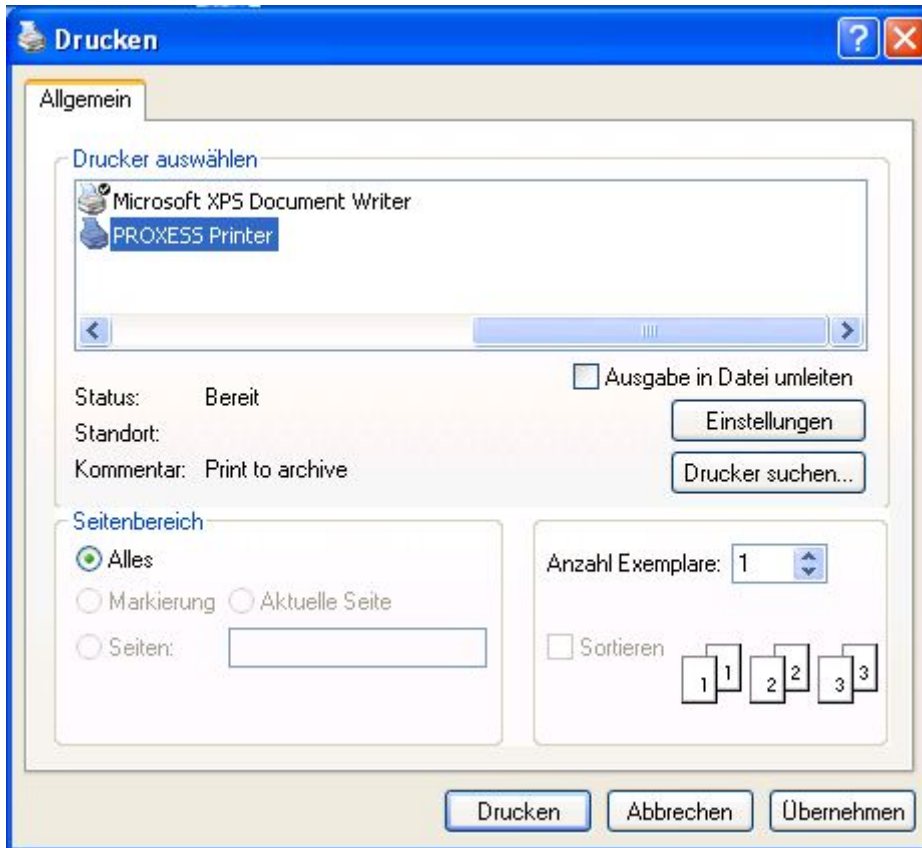 Drucken
Allgemein
Drucker auswählen
Microsoft XPS Document Writer
PROXESS Printer
Ausgabe in Datei umleiten
Status: Bereit
Einstellungen
Standort:
Kommentar: Print to archive
Drucker suchen...
Seitenbereich
Alles
Anzahl Exemplare: 1
Markierung Aktuelle Seite
Seiten:
Sortieren
1 1 2 2 3 3
Drucken Abbrechen Übernehmen